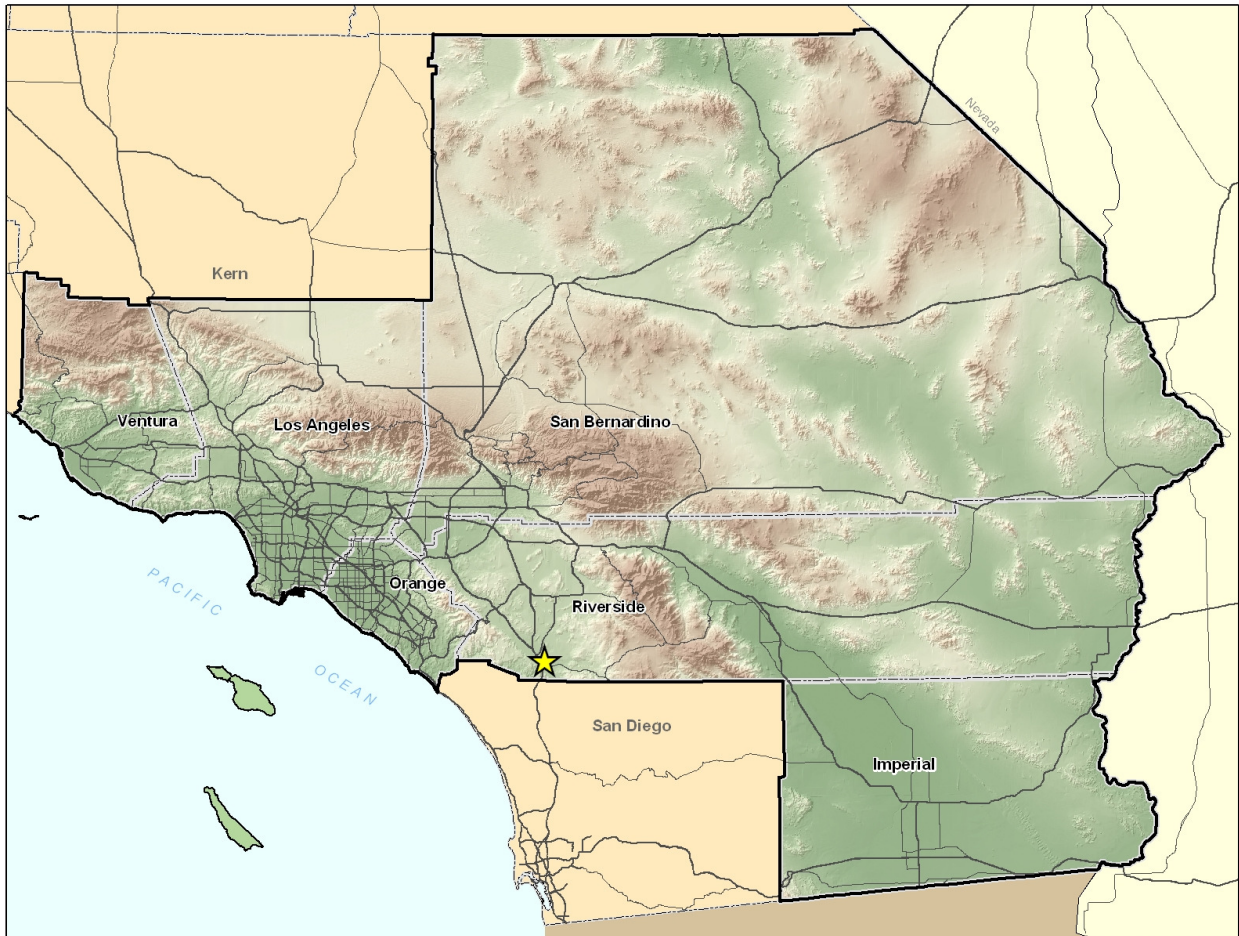 Nevada
Kern
Ventura
Los Angeles
San Bernardino
PACIFIC
OCEAN
Orange
Riverside
San Diego
Imperial